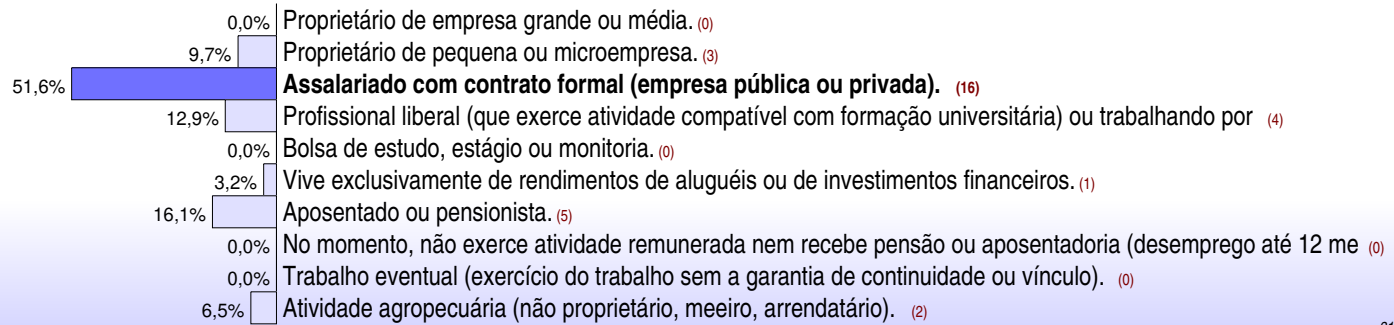 0,0% Proprietário de empresa grande ou média. (0)
9,7% Proprietário de pequena ou microempresa. (3)
51,6% Assalariado com contrato formal (empresa pública ou privada). (16)
12,9% Profissional liberal (que exerce atividade compatível com formação universitária) ou trabalhando por (4)
0,0% Bolsa de estudo, estágio ou monitoria. (0)
3,2% Vive exclusivamente de rendimentos de aluguéis ou de investimentos financeiros. (1)
16,1% Aposentado ou pensionista. (5)
0,0% No momento, não exerce atividade remunerada nem recebe pensão ou aposentadoria (desemprego até 12 me (0)
0,0% Trabalho eventual (exercício do trabalho sem a garantia de continuidade ou vínculo). (0)
6,5% Atividade agropecuária (não proprietário, meeiro, arrendatário). (2)